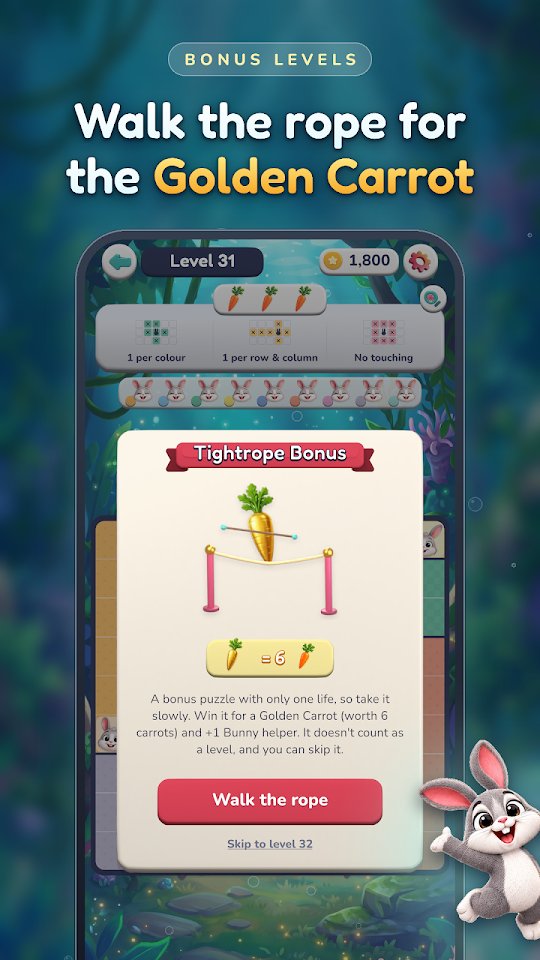 BONUS LEVELS
Walk the rope for
the Golden Carrot
Level 31
1,800
1 per colour
1 per row & column
No touching
Tightrope Bonus
=6
A bonus puzzle with only one life, so take it
slowly. Win it for a Golden Carrot (worth 6
carrots) and +1 Bunny helper. It doesn't count as
a level, and you can skip it.
Walk the rope
Skip to level 32